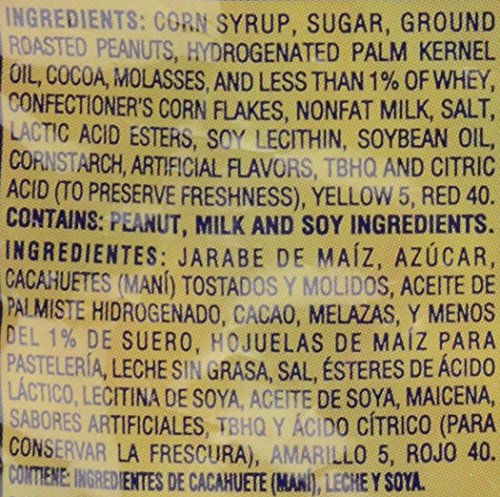 INGREDIENTS: CORN SYRUP, SUGAR, GROUND
ROASTED PEANUTS, HYDROGENATED PALM KERNEL
OIL, COCOA, MOLASSES, AND LESS THAN 1% OF WHEY,
CONFECTIONER'S CORN FLAKES, NONFAT MILK, SALT,
LACTIC ACID ESTERS, SOY LECITHIN, SOYBEAN OIL,
CORNSTARCH, ARTIFICIAL FLAVORS, TBHQ AND CITRIC
ACID (TO PRESERVE FRESHNESS), YELLOW 5, RED 40.
CONTAINS: PEANUT, MILK AND SOY INGREDIENTS.
INGREDIENTES: JARABE DE MAÍZ, AZÚCAR,
CACAHUETES (MANÍ) TOSTADOS Y MOLIDOS, ACEITE DE
PALMISTE HIDROGENADO, CACAO, MELAZAS, Y MENOS
DEL 1% DE SUERO, HOJUELAS DE MAÍZ PARA
PASTELERÍA, LECHE SIN GRASA, SAL, ÉSTERES DE ÁCIDO
LÁCTICO, LECITINA DE SOYA, ACEITE DE SOYA, MAICENA,
SABORES ARTIFICIALES, TBHQ Y ÁCIDO CÍTRICO (PARA
CONSERVAR LA FRESCURA), AMARILLO 5, ROJO 40.
CONTIENE: INGREDIENTES DE CACAHUETE (MANÍ), LECHE Y SOYA.